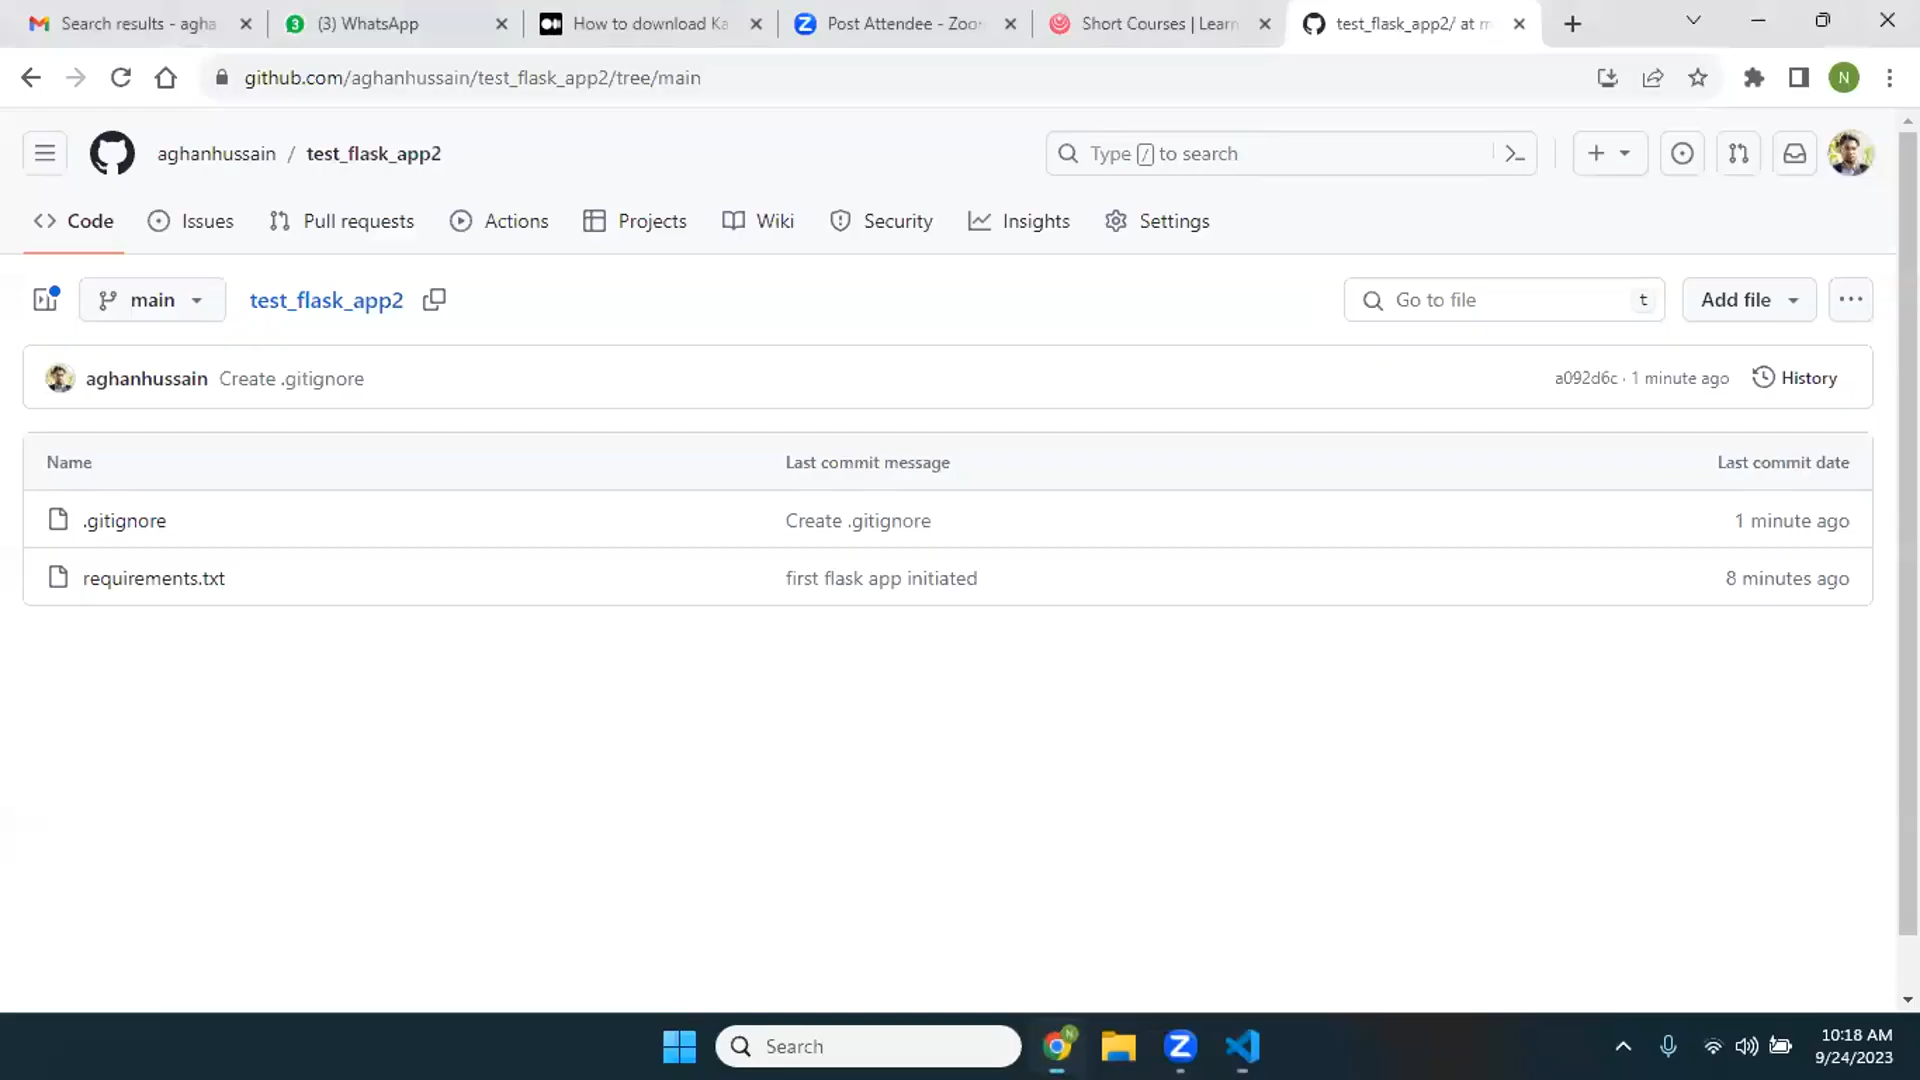 Search results - agha
(3) WhatsApp
How to download Ka
Post Attendee - Zoo
Short Courses | Learn
test_flask_app2/ at m
github.com/aghanhussain/test_flask_app2/tree/main
N
aghanhussain / test_flask_app2
Type / to search
Code
Issues
Pull requests
Actions
Projects
Wiki
Security
Insights
Settings
main
test_flask_app2
Go to file
t
Add file
aghanhussain Create .gitignore
a092d6c · 1 minute ago
History
Name
Last commit message
Last commit date
.gitignore
Create .gitignore
1 minute ago
requirements.txt
first flask app initiated
8 minutes ago
Search
10:18 AM
9/24/2023